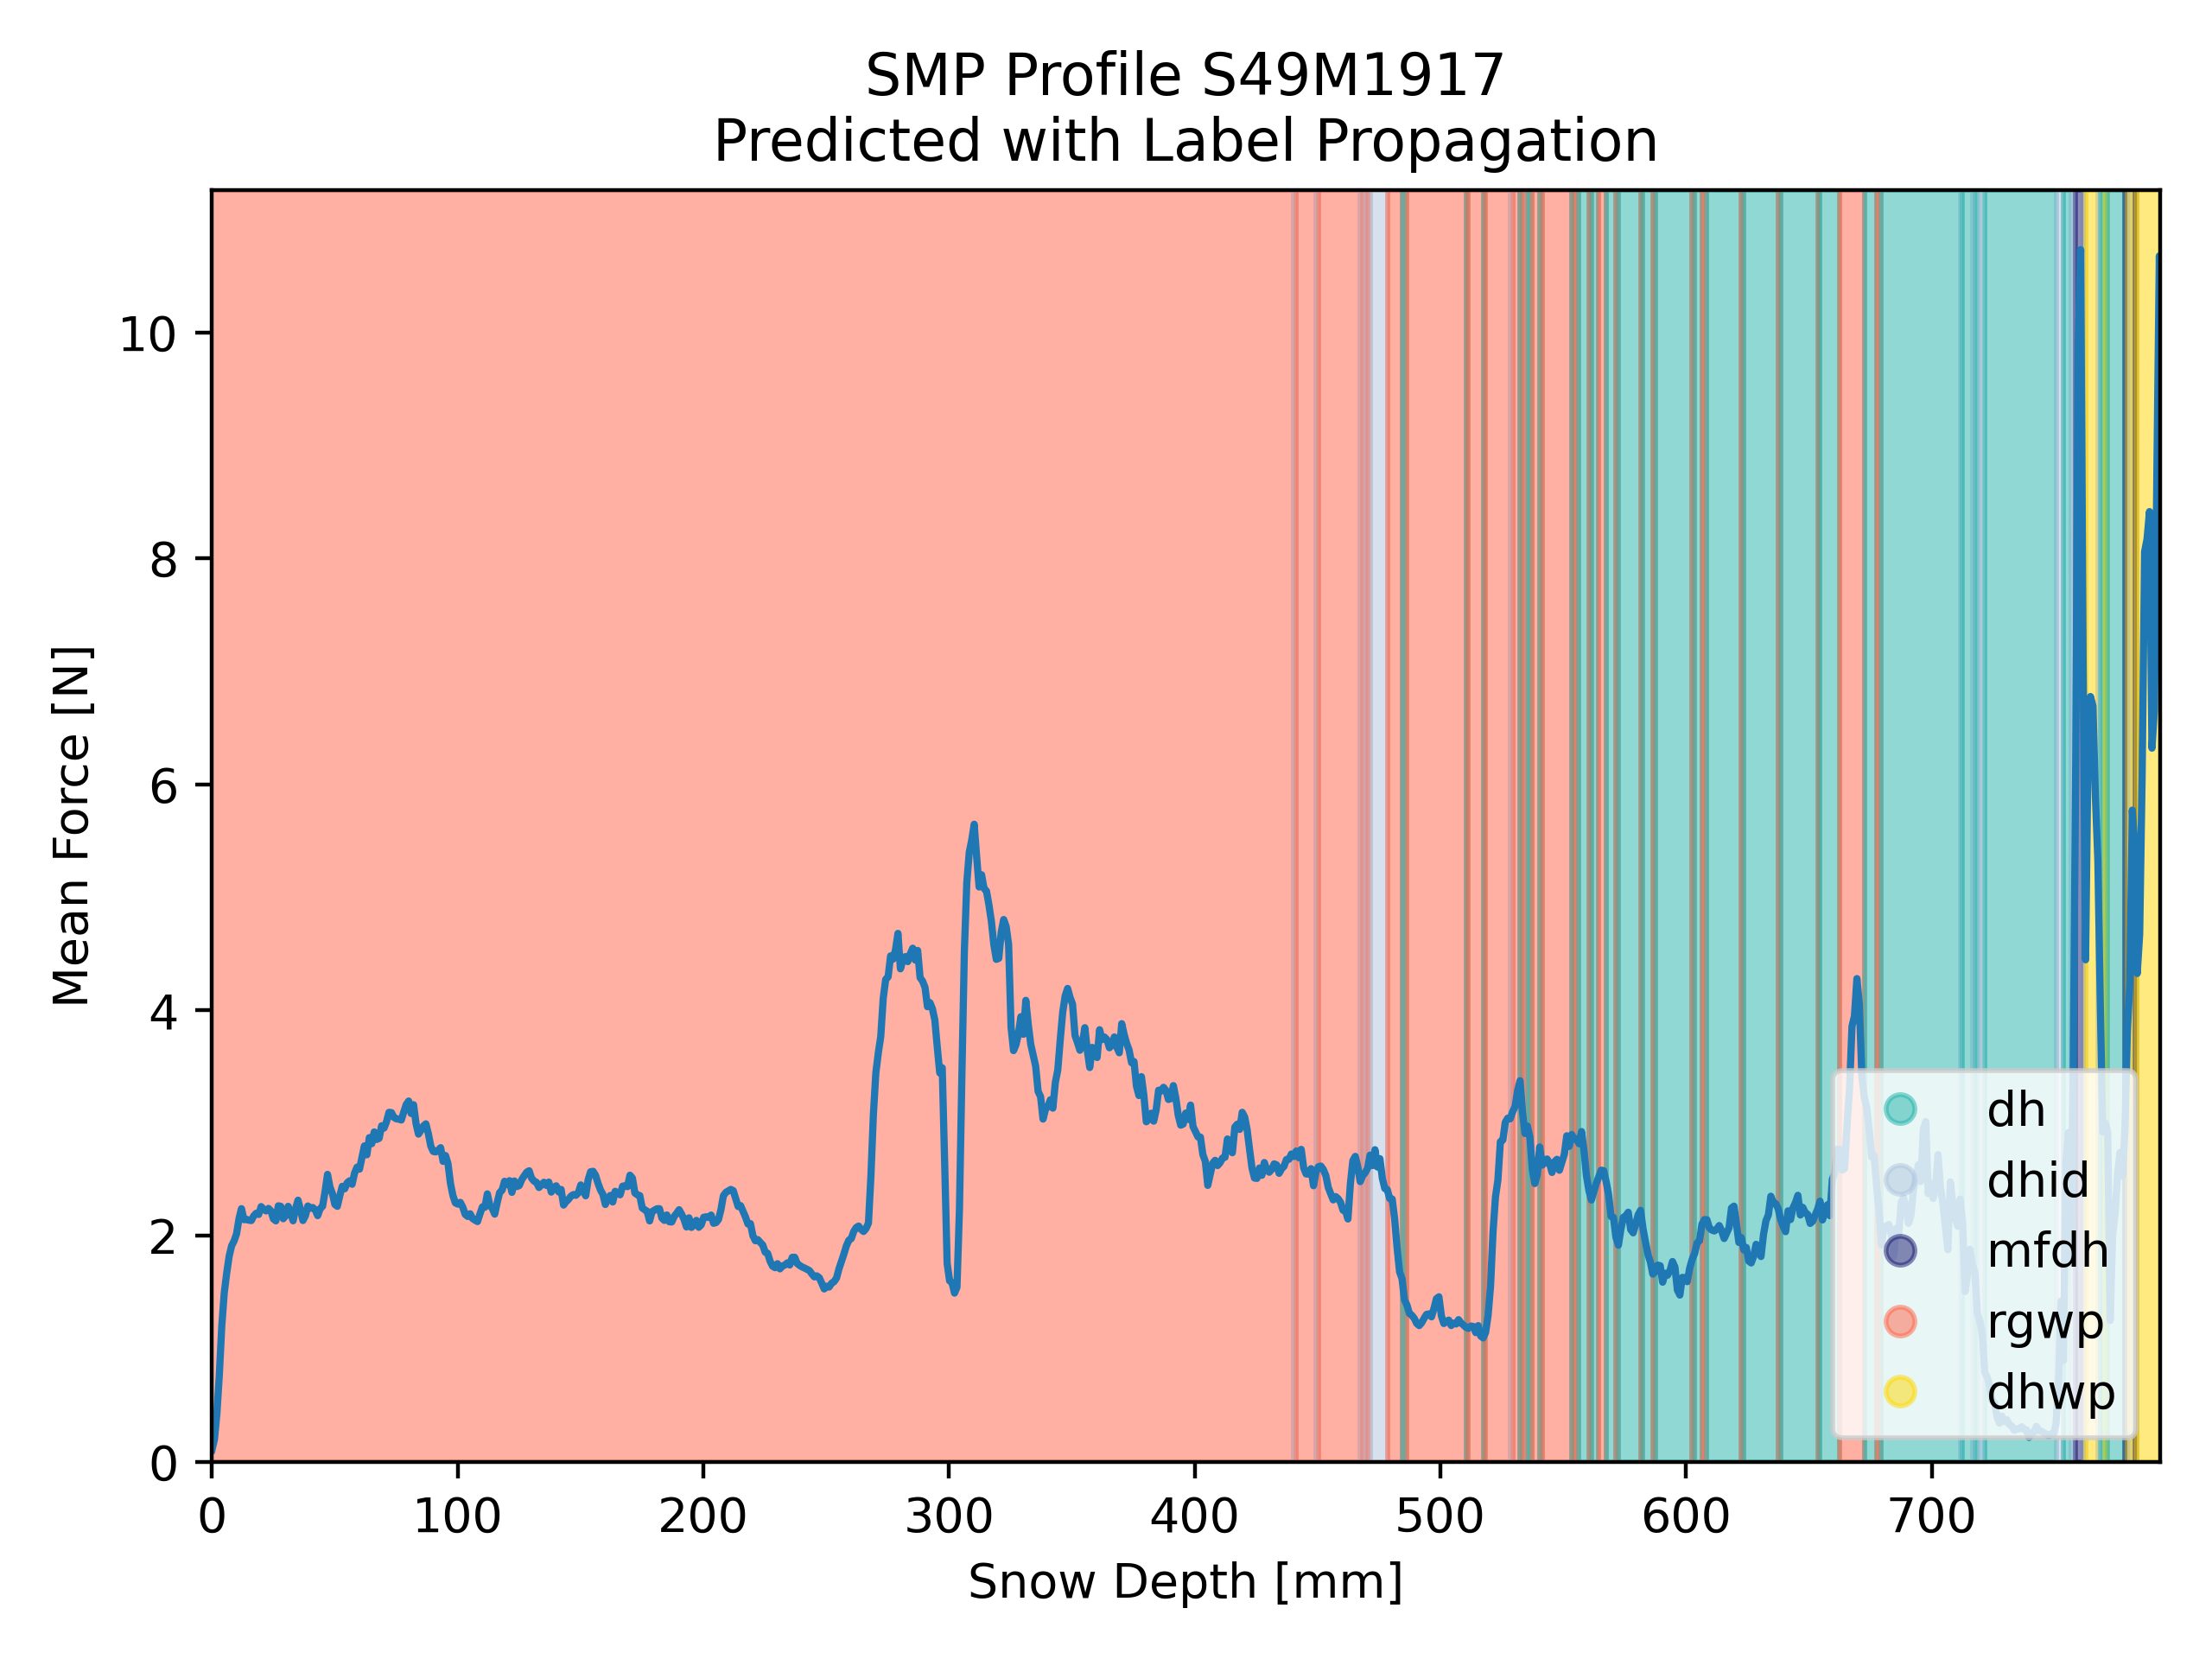 SMP Profile S49M1917
Predicted with Label Propagation
Mean Force [N]
10
8
6
4
2
0
0 100 200 300 400 500 600 700
Snow Depth [mm]
dh
dhid
mfdh
rgwp
dhwp